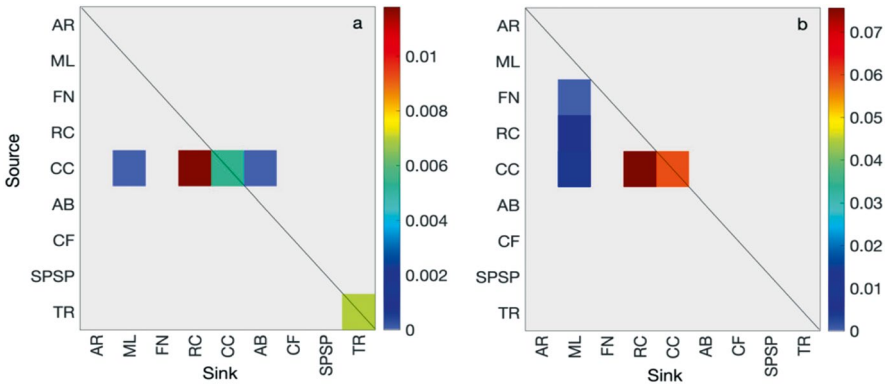 a
Source
AR
ML
FN
RC
CC
AB
CF
SPSP
TR
AR ML FN RC CC AB CF SPSP TR
Sink
0.01
0.008
0.006
0.004
0.002
0
b
AR
ML
FN
RC
CC
AB
CF
SPSP
TR
AR ML FN RC CC AB CF SPSP TR
Sink
0.07
0.06
0.05
0.04
0.03
0.02
0.01
0